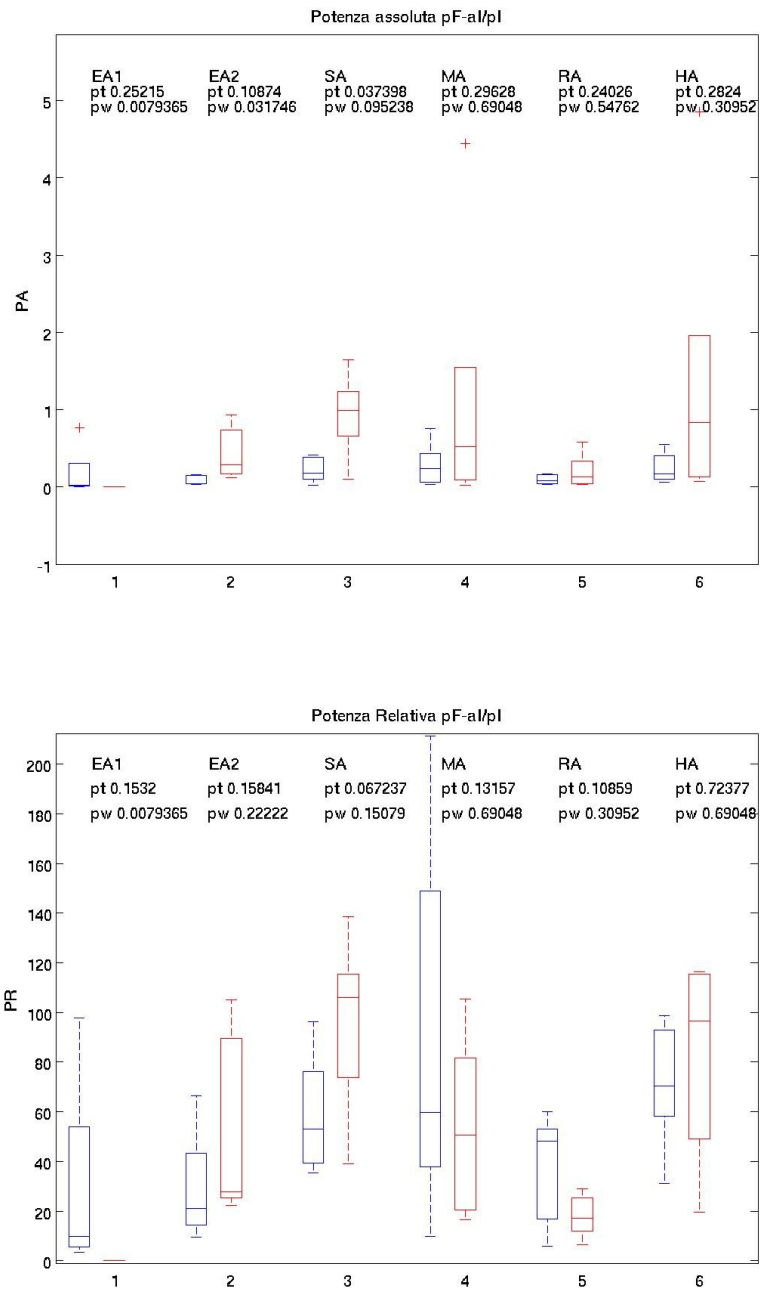 Potenza assoluta pF-aI/pI
EA1 EA2 SA MA RA HA
pt 0.25215 pt 0.10874 pt 0.037398 pt 0.29628 pt 0.24026 pt 0.2824
pw 0.0079365 pw 0.031746 pw 0.095238 pw 0.69048 pw 0.54762 pw 0.30952
5
4
3
2
1
0
-1
PA
1 2 3 4 5 6
Potenza Relativa pF-aI/pI
EA1 EA2 SA MA RA HA
pt 0.1532 pt 0.15841 pt 0.067237 pt 0.13157 pt 0.10859 pt 0.72377
pw 0.0079365 pw 0.22222 pw 0.15079 pw 0.69048 pw 0.30952 pw 0.69048
200
180
160
140
120
100
80
60
40
20
0
PR
1 2 3 4 5 6